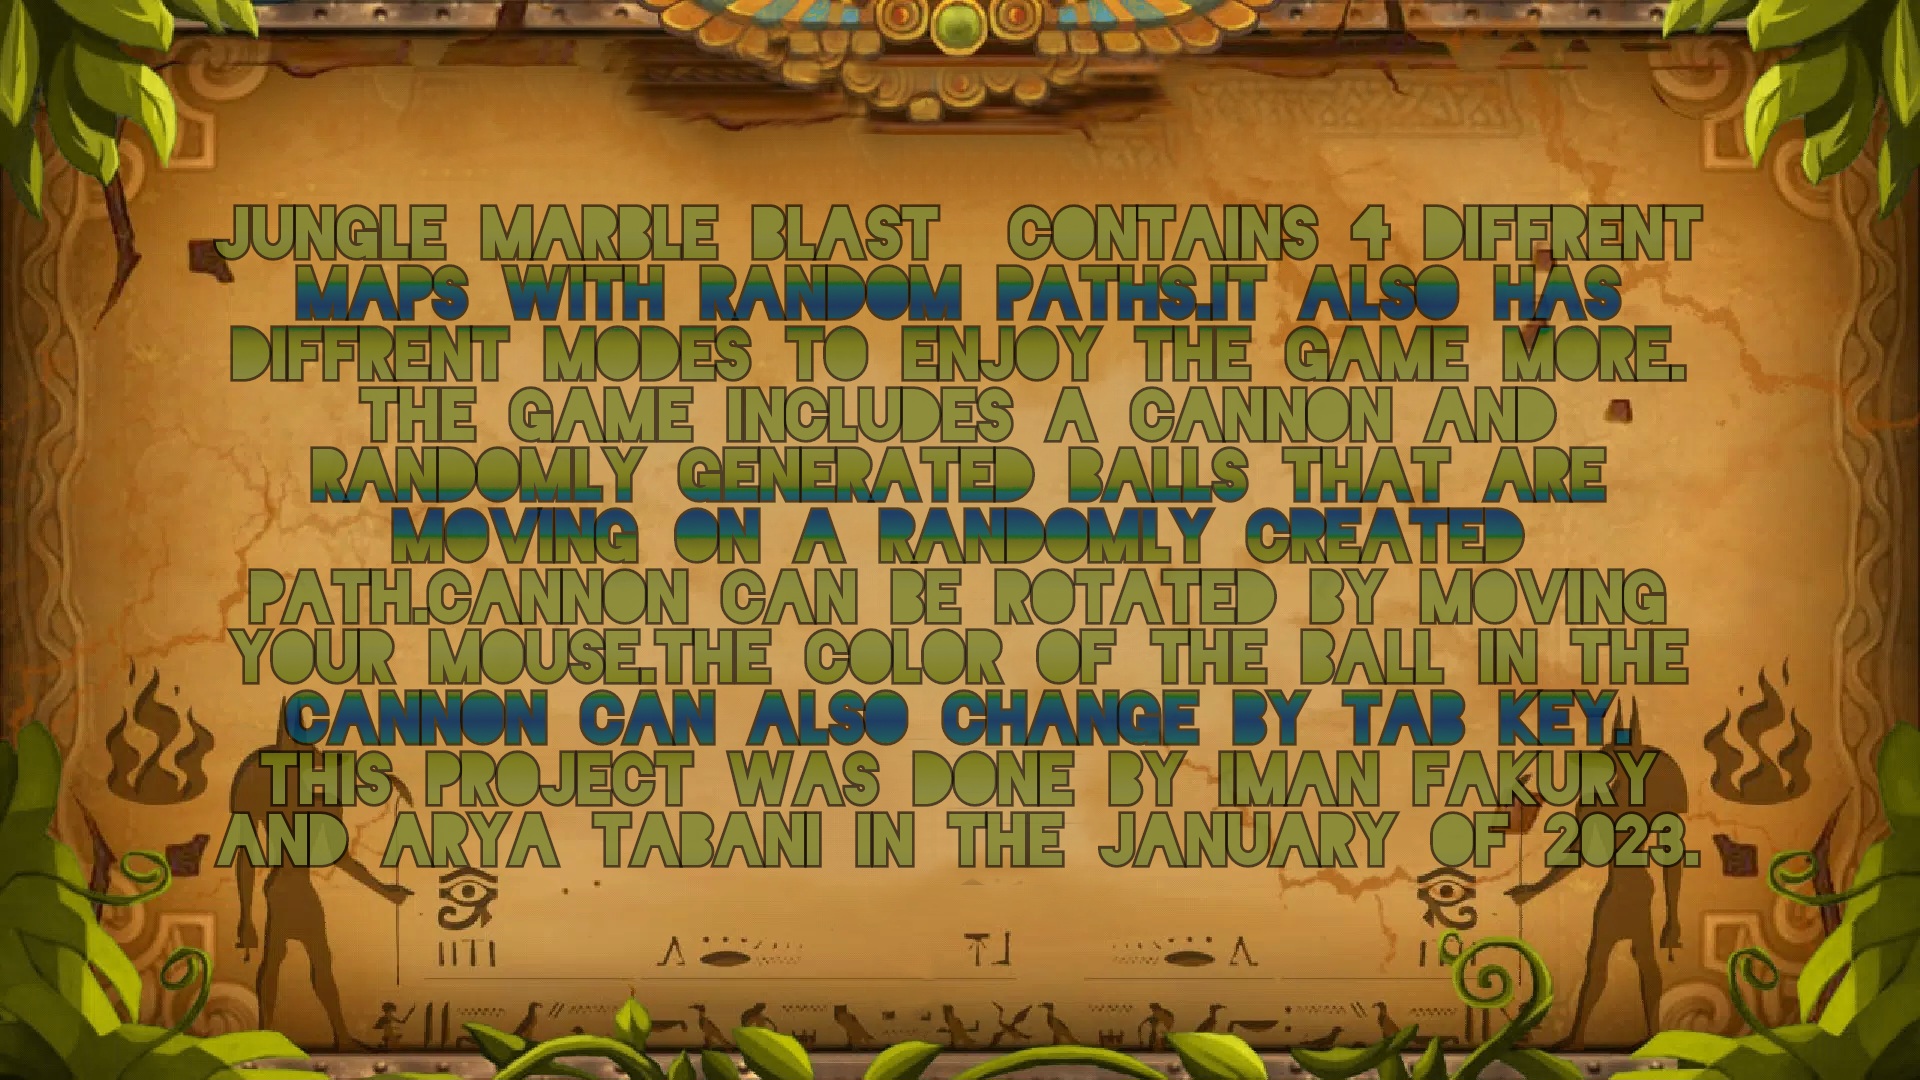 JUNGLE MARBLE BLAST CONTAINS 4 DIFFRENT
MAPS WITH RANDOM PATHS.IT ALSO HAS
DIFFRENT MODES TO ENJOY THE GAME MORE.
THE GAME INCLUDES A CANNON AND
RANDOMLY GENERATED BALLS THAT ARE
MOVING ON A RANDOMLY CREATED
PATH.CANNON CAN BE ROTATED BY MOVING
YOUR MOUSE.THE COLOR OF THE BALL IN THE
CANNON CAN ALSO CHANGE BY TAB KEY.
THIS PROJECT WAS DONE BY IMAN FAKURY
AND ARYA TABANI IN THE JANUARY OF 2023.